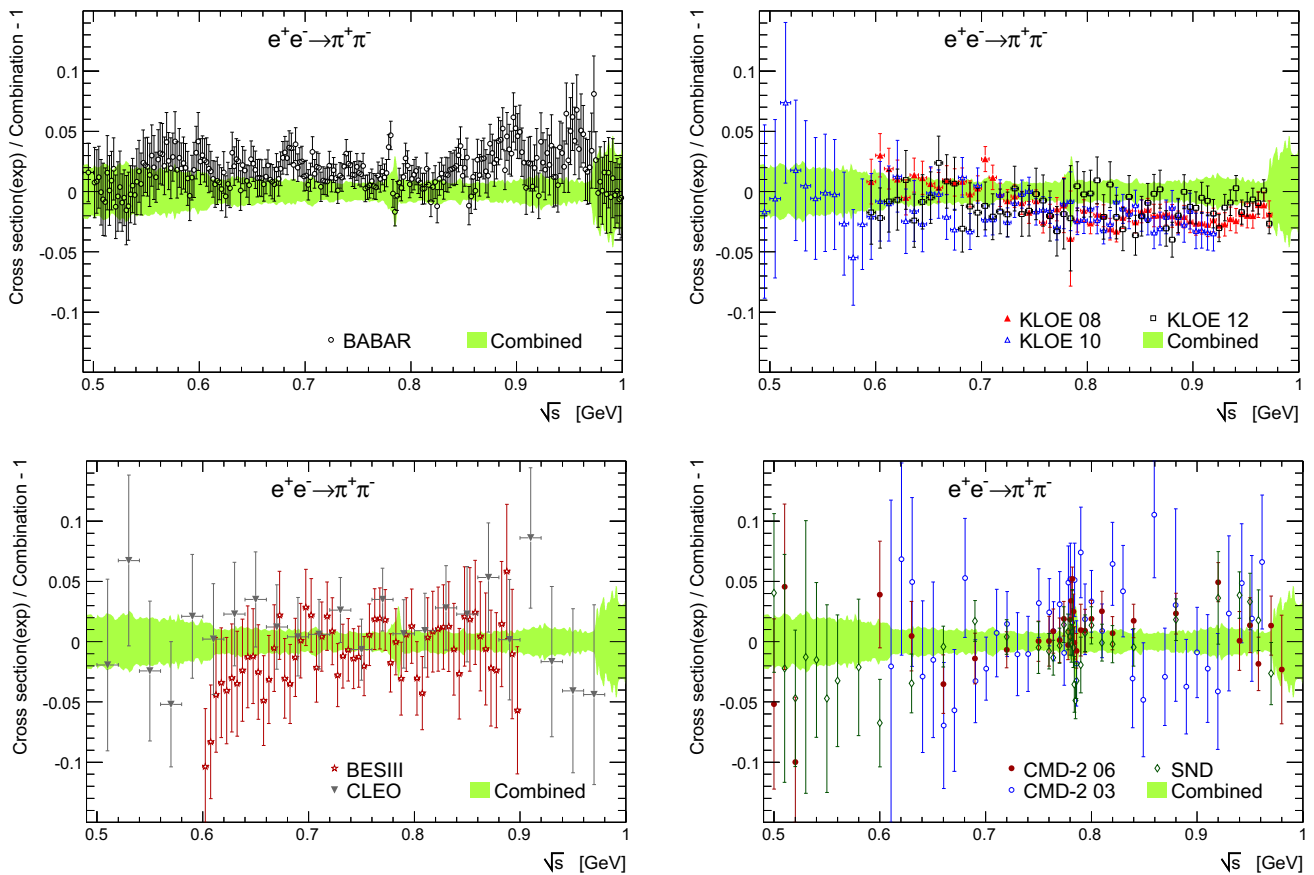 Cross section(exp) / Combination - 1
e⁺e⁻→π⁺π⁻
0.1
0.05
0
-0.05
-0.1
BABAR
Combined
0.5 0.6 0.7 0.8 0.9 1
√s [GeV]
Cross section(exp) / Combination - 1
e⁺e⁻→π⁺π⁻
0.1
0.05
0
-0.05
-0.1
KLOE 08 KLOE 12
KLOE 10 Combined
0.5 0.6 0.7 0.8 0.9 1
√s [GeV]
Cross section(exp) / Combination - 1
e⁺e⁻→π⁺π⁻
0.1
0.05
0
-0.05
-0.1
BESIII
CLEO Combined
0.5 0.6 0.7 0.8 0.9 1
√s [GeV]
Cross section(exp) / Combination - 1
e⁺e⁻→π⁺π⁻
0.1
0.05
0
-0.05
-0.1
CMD-2 06 SND
CMD-2 03 Combined
0.5 0.6 0.7 0.8 0.9 1
√s [GeV]